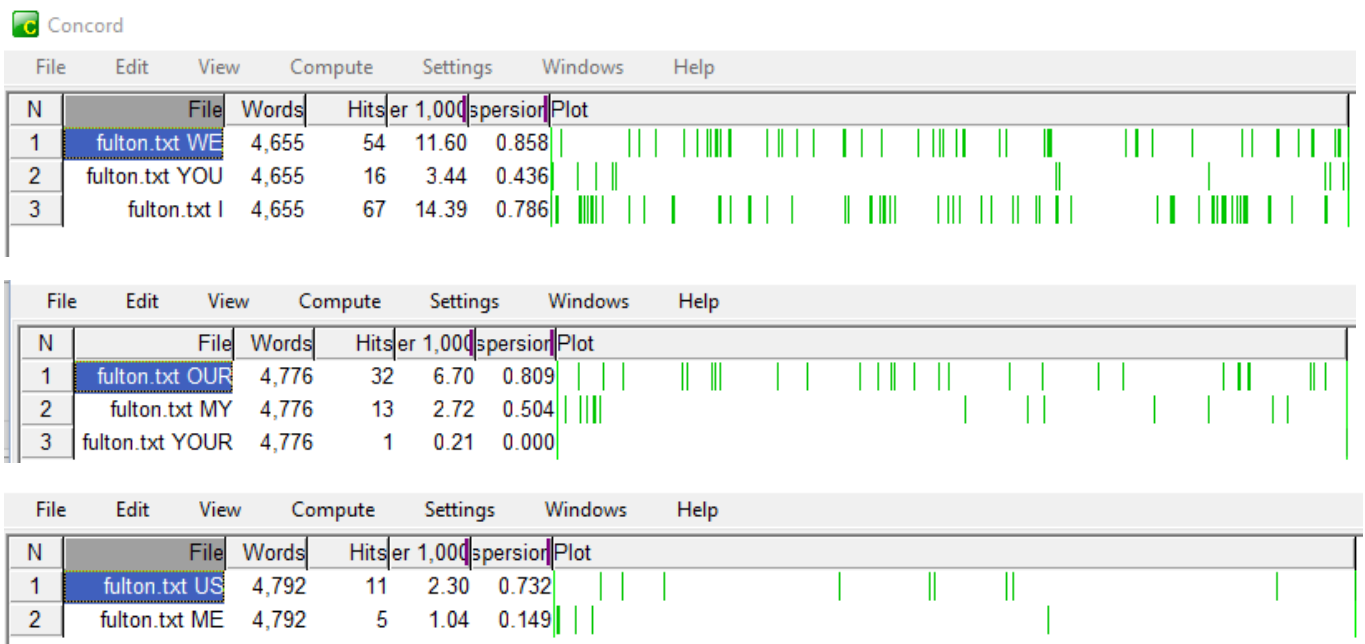 C Concord
File Edit View Compute Settings Windows Help
N File Words Hits er 1,000 spersion Plot
1 fulton.txt WE 4,655 54 11.60 0.858
2 fulton.txt YOU 4,655 16 3.44 0.436
3 fulton.txt I 4,655 67 14.39 0.786
File Edit View Compute Settings Windows Help
N File Words Hits er 1,000 spersion Plot
1 fulton.txt OUR 4,776 32 6.70 0.809
2 fulton.txt MY 4,776 13 2.72 0.504
3 fulton.txt YOUR 4,776 1 0.21 0.000
File Edit View Compute Settings Windows Help
N File Words Hits er 1,000 spersion Plot
1 fulton.txt US 4,792 11 2.30 0.732
2 fulton.txt ME 4,792 5 1.04 0.149